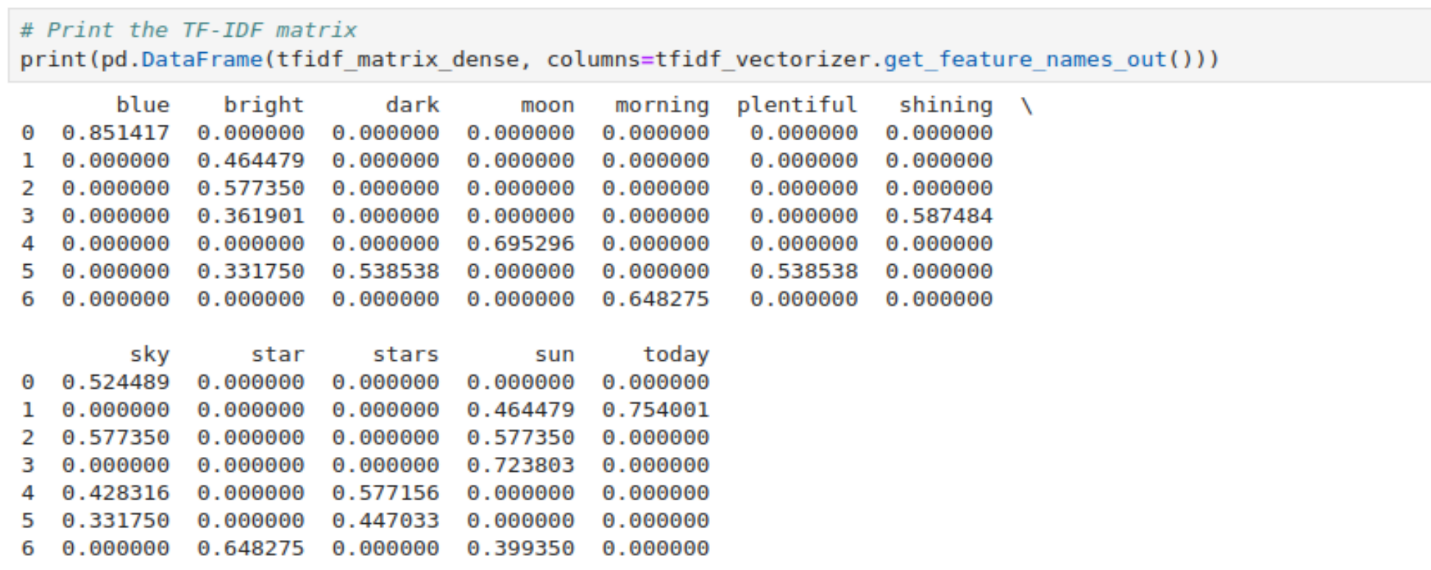 # Print the TF-IDF matrix
print(pd.DataFrame(tfidf_matrix_dense, columns=tfidf_vectorizer.get_feature_names_out()))
       blue    bright      dark      moon   morning  plentiful   shining  \
0  0.851417  0.000000  0.000000  0.000000  0.000000   0.000000  0.000000
1  0.000000  0.464479  0.000000  0.000000  0.000000   0.000000  0.000000
2  0.000000  0.577350  0.000000  0.000000  0.000000   0.000000  0.000000
3  0.000000  0.361901  0.000000  0.000000  0.000000   0.000000  0.587484
4  0.000000  0.000000  0.000000  0.695296  0.000000   0.000000  0.000000
5  0.000000  0.331750  0.538538  0.000000  0.000000   0.538538  0.000000
6  0.000000  0.000000  0.000000  0.000000  0.648275   0.000000  0.000000
        sky      star     stars       sun     today
0  0.524489  0.000000  0.000000  0.000000  0.000000
1  0.000000  0.000000  0.000000  0.464479  0.754001
2  0.577350  0.000000  0.000000  0.577350  0.000000
3  0.000000  0.000000  0.000000  0.723803  0.000000
4  0.428316  0.000000  0.577156  0.000000  0.000000
5  0.331750  0.000000  0.447033  0.000000  0.000000
6  0.000000  0.648275  0.000000  0.399350  0.000000